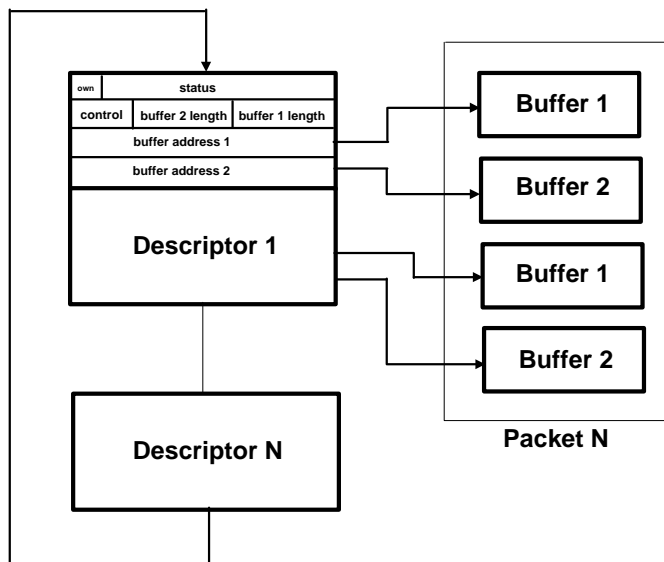 own status
control buffer 2 length buffer 1 length
buffer address 1
buffer address 2
Descriptor 1
Descriptor N
Buffer 1
Buffer 2
Buffer 1
Buffer 2
Packet N